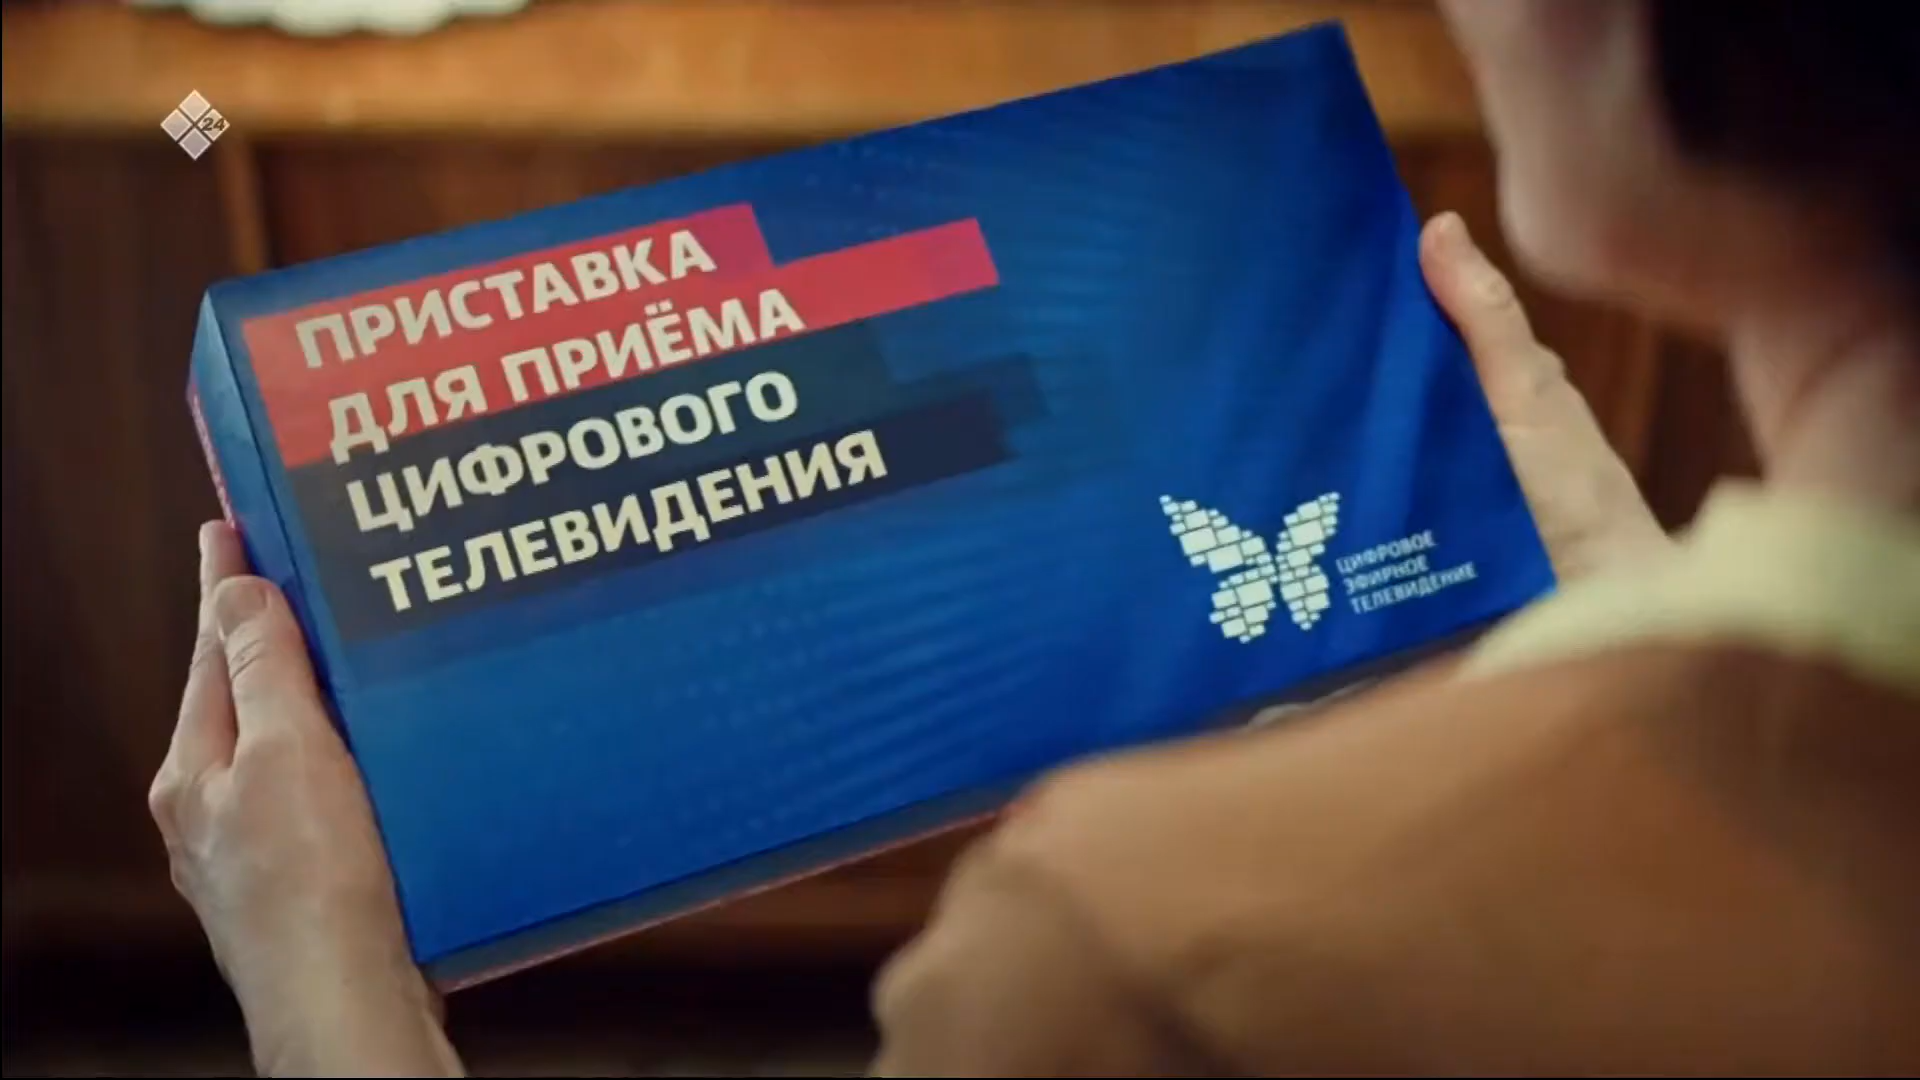 24
ПРИСТАВКА
ДЛЯ ПРИЁМА
ЦИФРОВОГО
ТЕЛЕВИДЕНИЯ
ЦИФРОВОЕ
ЭФИРНОЕ
ТЕЛЕВИДЕНИЕ